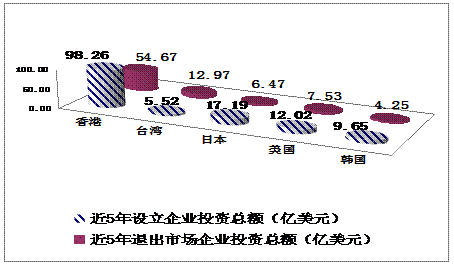 98.26
54.67
12.97
6.47
7.53
4.25
5.52
17.19
12.02
9.65
100.00
50.00
0.00
香港
台湾
日本
美国
韩国
近5年设立企业投资总额（亿美元）
近5年退出市场企业投资总额（亿美元）